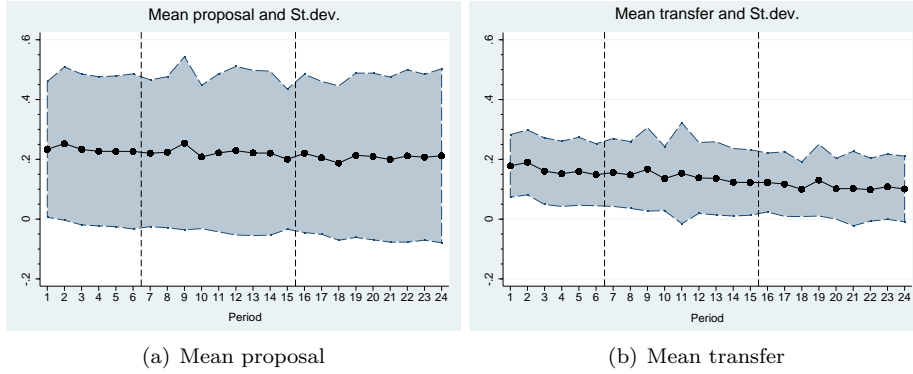 Mean proposal and St.dev.
.6
.4
.2
0
-.2
1 2 3 4 5 6 7 8 9 10 11 12 13 14 15 16 17 18 19 20 21 22 23 24
Period
(a) Mean proposal
Mean transfer and St.dev.
.6
.4
.2
0
-.2
1 2 3 4 5 6 7 8 9 10 11 12 13 14 15 16 17 18 19 20 21 22 23 24
Period
(b) Mean transfer